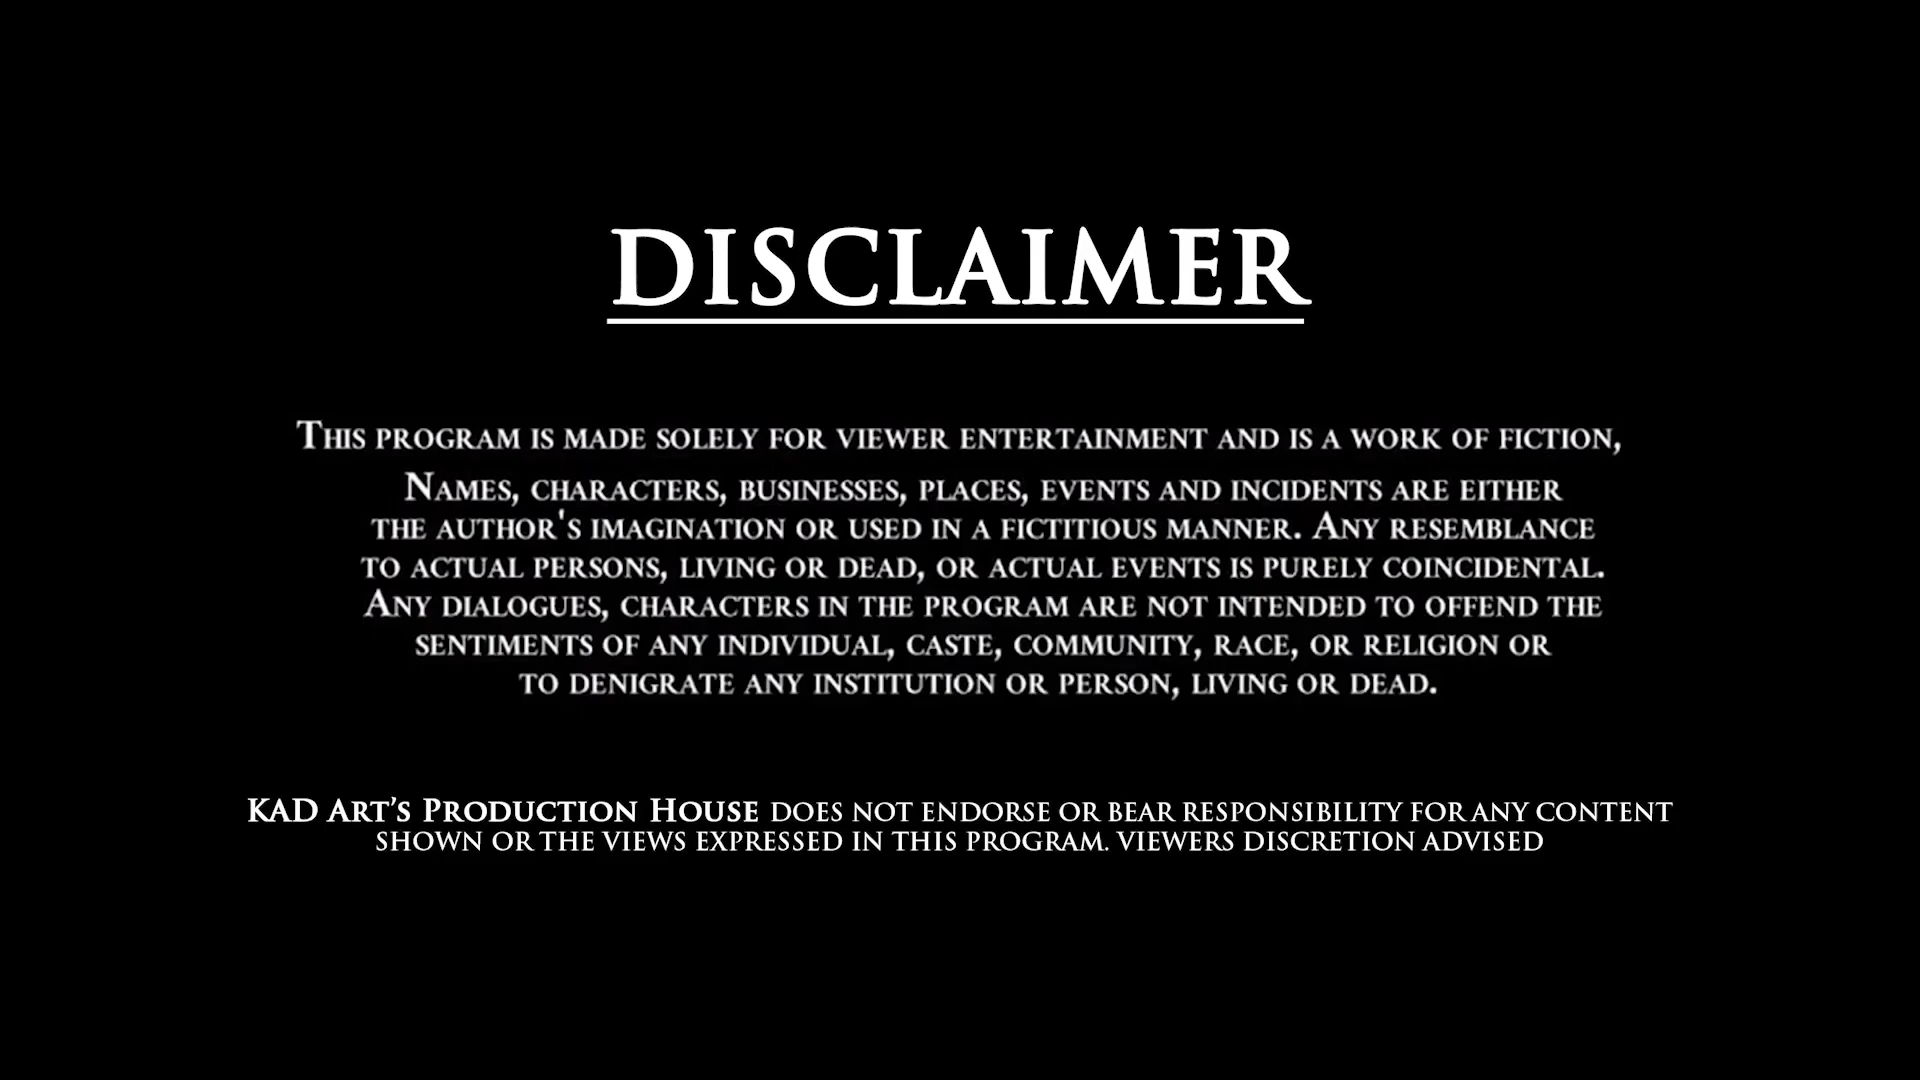 DISCLAIMER
This program is made solely for viewer entertainment and is a work of fiction,
Names, characters, businesses, places, events and incidents are either
the author's imagination or used in a fictitious manner. Any resemblance
to actual persons, living or dead, or actual events is purely coincidental.
Any dialogues, characters in the program are not intended to offend the
sentiments of any individual, caste, community, race, or religion or
to denigrate any institution or person, living or dead.
KAD Art’s Production House does not endorse or bear responsibility for any content
shown or the views expressed in this program. viewers discretion advised